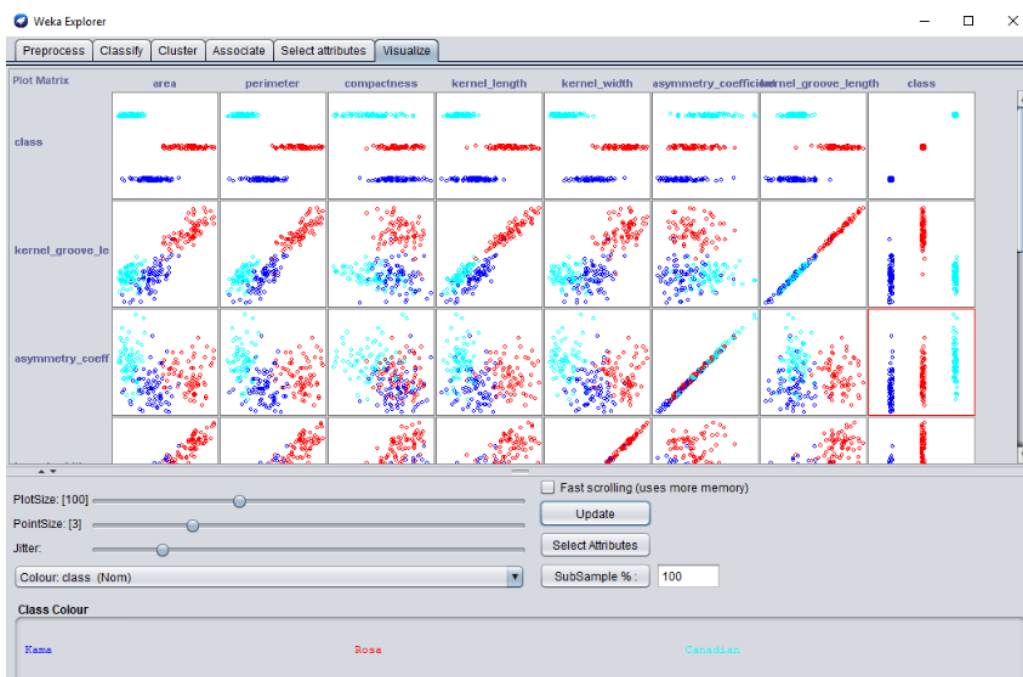 Weka Explorer
Preprocess Classify Cluster Associate Select attributes Visualize
Plot Matrix area perimeter compactness kernel_length kernel_width asymmetry_coefficient kernel_groove_length class
class
kernel_groove_le
asymmetry_coeff
PlotSize: [100]
Fast scrolling (uses more memory)
Update
PointSize: [3]
Jitter:
Select Attributes
Colour: class (Nom)
SubSample % : 100
Class Colour
Kama Rosa Canadian